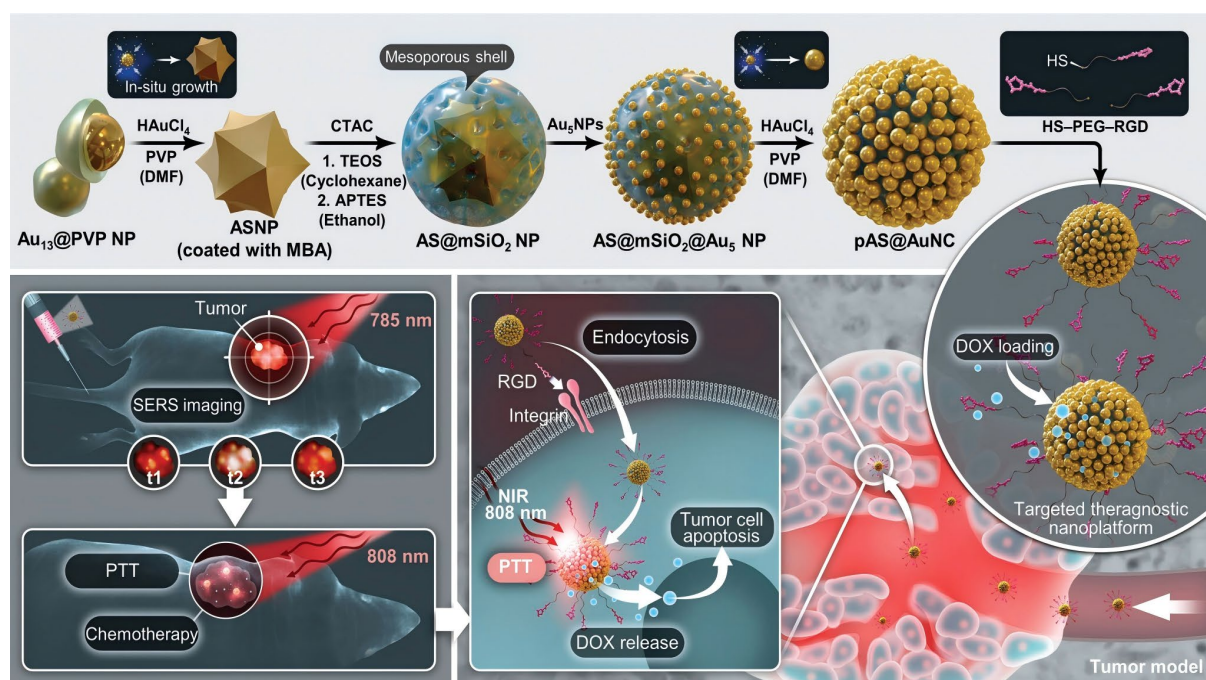 In-situ growth
HAuCl4
PVP
(DMF)
Au13@PVP NP
ASNP
(coated with MBA)
CTAC
1. TEOS
(Cyclohexane)
2. APTES
(Ethanol)
Mesoporous shell
AS@mSiO2 NP
Au5NPs
AS@mSiO2@Au5 NP
HAuCl4
PVP
(DMF)
pAS@AuNC
HS
HS–PEG–RGD
DOX loading
Targeted theragnostic
nanoplatform
Tumor
785 nm
SERS imaging
t1
t2
t3
PTT
808 nm
Chemotherapy
Endocytosis
RGD
Integrin
NIR
808 nm
PTT
Tumor cell
apoptosis
DOX release
Tumor model